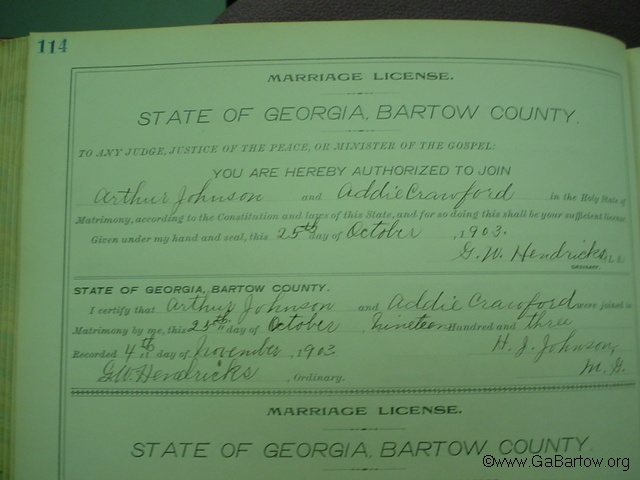 114
MARRIAGE LICENSE.
STATE OF GEORGIA, BARTOW COUNTY.
TO ANY JUDGE, JUSTICE OF THE PEACE, OR MINISTER OF THE GOSPEL:
YOU ARE HEREBY AUTHORIZED TO JOIN
Arthur Johnson and Addie Crawford in the Holy State of
Matrimony, according to the Constitution and laws of this State, and for so doing this shall be your sufficient license.
Given under my hand and seal, this 25th day of October, 1903.
G. W. Hendricks, L. S.
ORDINARY.
STATE OF GEORGIA, BARTOW COUNTY.
I certify that Arthur Johnson and Addie Crawford were joined in
Matrimony by me, this 25th day of October Nineteen Hundred and three
Recorded 4th day of November, 1903 H. J. Johnson,
G. W. Hendricks, Ordinary. M. G.
MARRIAGE LICENSE.
STATE OF GEORGIA, BARTOW COUNTY.
©www.GaBartow.org